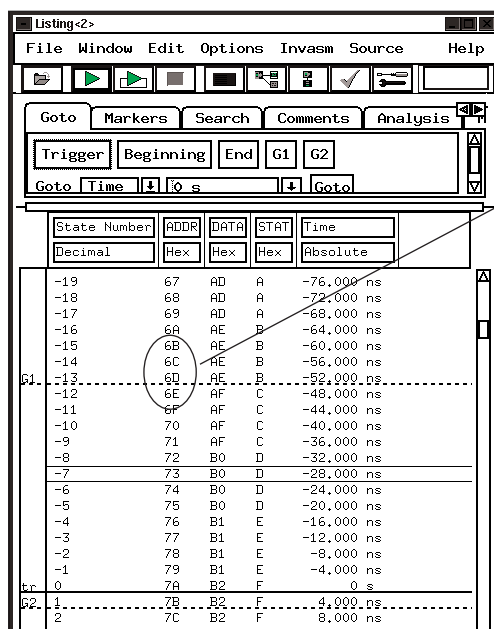 Listing<2>
File Window Edit Options Invasm Source Help
Goto Markers Search Comments Analysis
Trigger Beginning End G1 G2
Goto Time 0 s Goto
State Number ADDR DATA STAT Time
Decimal Hex Hex Hex Absolute
-19 67 AD A -76.000 ns
-18 68 AD A -72.000 ns
-17 69 AD A -68.000 ns
-16 6A AE B -64.000 ns
-15 6B AE B -60.000 ns
-14 6C AE B -56.000 ns
G1 -13 6D AE B -52.000 ns
-12 6E AF C -48.000 ns
-11 6F AF C -44.000 ns
-10 70 AF C -40.000 ns
-9 71 AF C -36.000 ns
-8 72 B0 D -32.000 ns
-7 73 B0 D -28.000 ns
-6 74 B0 D -24.000 ns
-5 75 B0 D -20.000 ns
-4 76 B1 E -16.000 ns
-3 77 B1 E -12.000 ns
-2 78 B1 E -8.000 ns
-1 79 B1 E -4.000 ns
tr 0 7A B2 F 0 s
G2 1 7B B2 F 4.000 ns
2 7C B2 F 8.000 ns